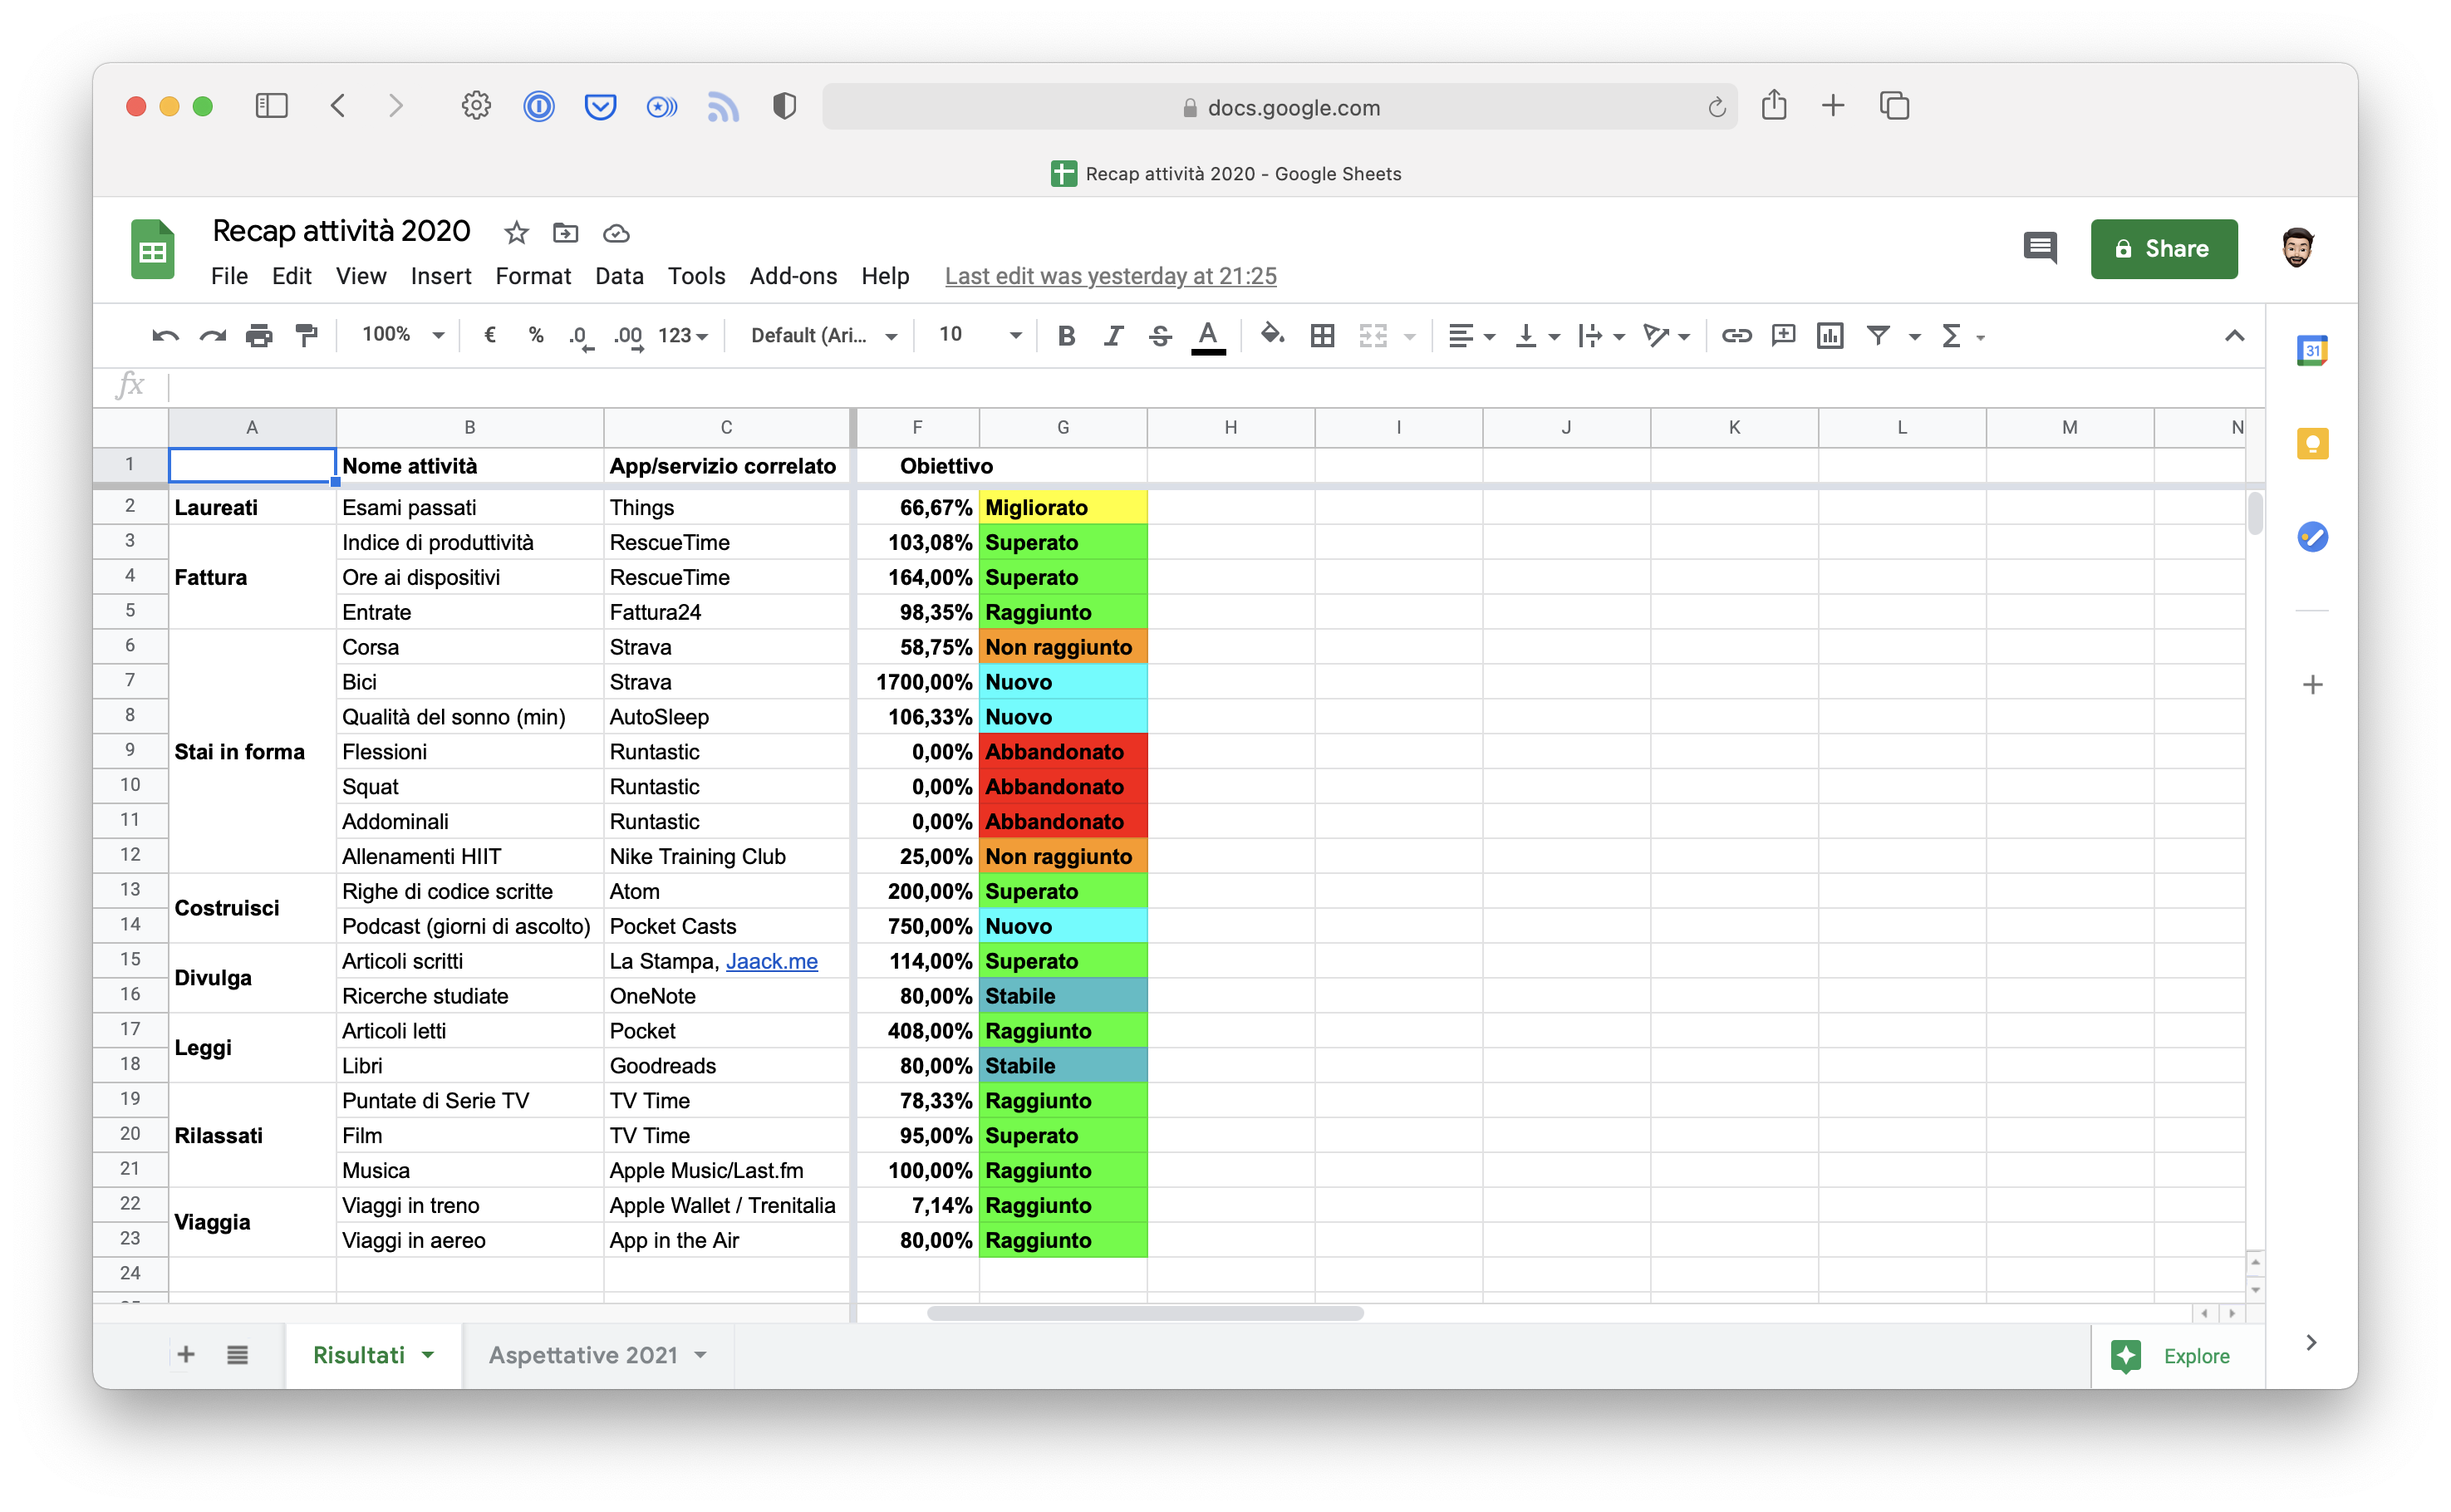 docs.google.com
Recap attività 2020 - Google Sheets
Recap attività 2020
File Edit View Insert Format Data Tools Add-ons Help Last edit was yesterday at 21:25
Share
100% € % .0 .00 123 Default (Ari... 10 B I S A
31
fx
A B C F G H I J K L M N
1 Nome attività App/servizio correlato Obiettivo
2 Laureati Esami passati Things 66,67% Migliorato
3 Indice di produttività RescueTime 103,08% Superato
4 Fattura Ore ai dispositivi RescueTime 164,00% Superato
5 Entrate Fattura24 98,35% Raggiunto
6 Corsa Strava 58,75% Non raggiunto
7 Bici Strava 1700,00% Nuovo
8 Qualità del sonno (min) AutoSleep 106,33% Nuovo
9 Stai in forma Flessioni Runtastic 0,00% Abbandonato
10 Squat Runtastic 0,00% Abbandonato
11 Addominali Runtastic 0,00% Abbandonato
12 Allenamenti HIIT Nike Training Club 25,00% Non raggiunto
13 Costruisci Righe di codice scritte Atom 200,00% Superato
14 Podcast (giorni di ascolto) Pocket Casts 750,00% Nuovo
15 Divulga Articoli scritti La Stampa, Jaack.me 114,00% Superato
16 Ricerche studiate OneNote 80,00% Stabile
17 Leggi Articoli letti Pocket 408,00% Raggiunto
18 Libri Goodreads 80,00% Stabile
19 Puntate di Serie TV TV Time 78,33% Raggiunto
20 Rilassati Film TV Time 95,00% Superato
21 Musica Apple Music/Last.fm 100,00% Raggiunto
22 Viaggia Viaggi in treno Apple Wallet / Trenitalia 7,14% Raggiunto
23 Viaggi in aereo App in the Air 80,00% Raggiunto
24
Risultati Aspettative 2021 Explore